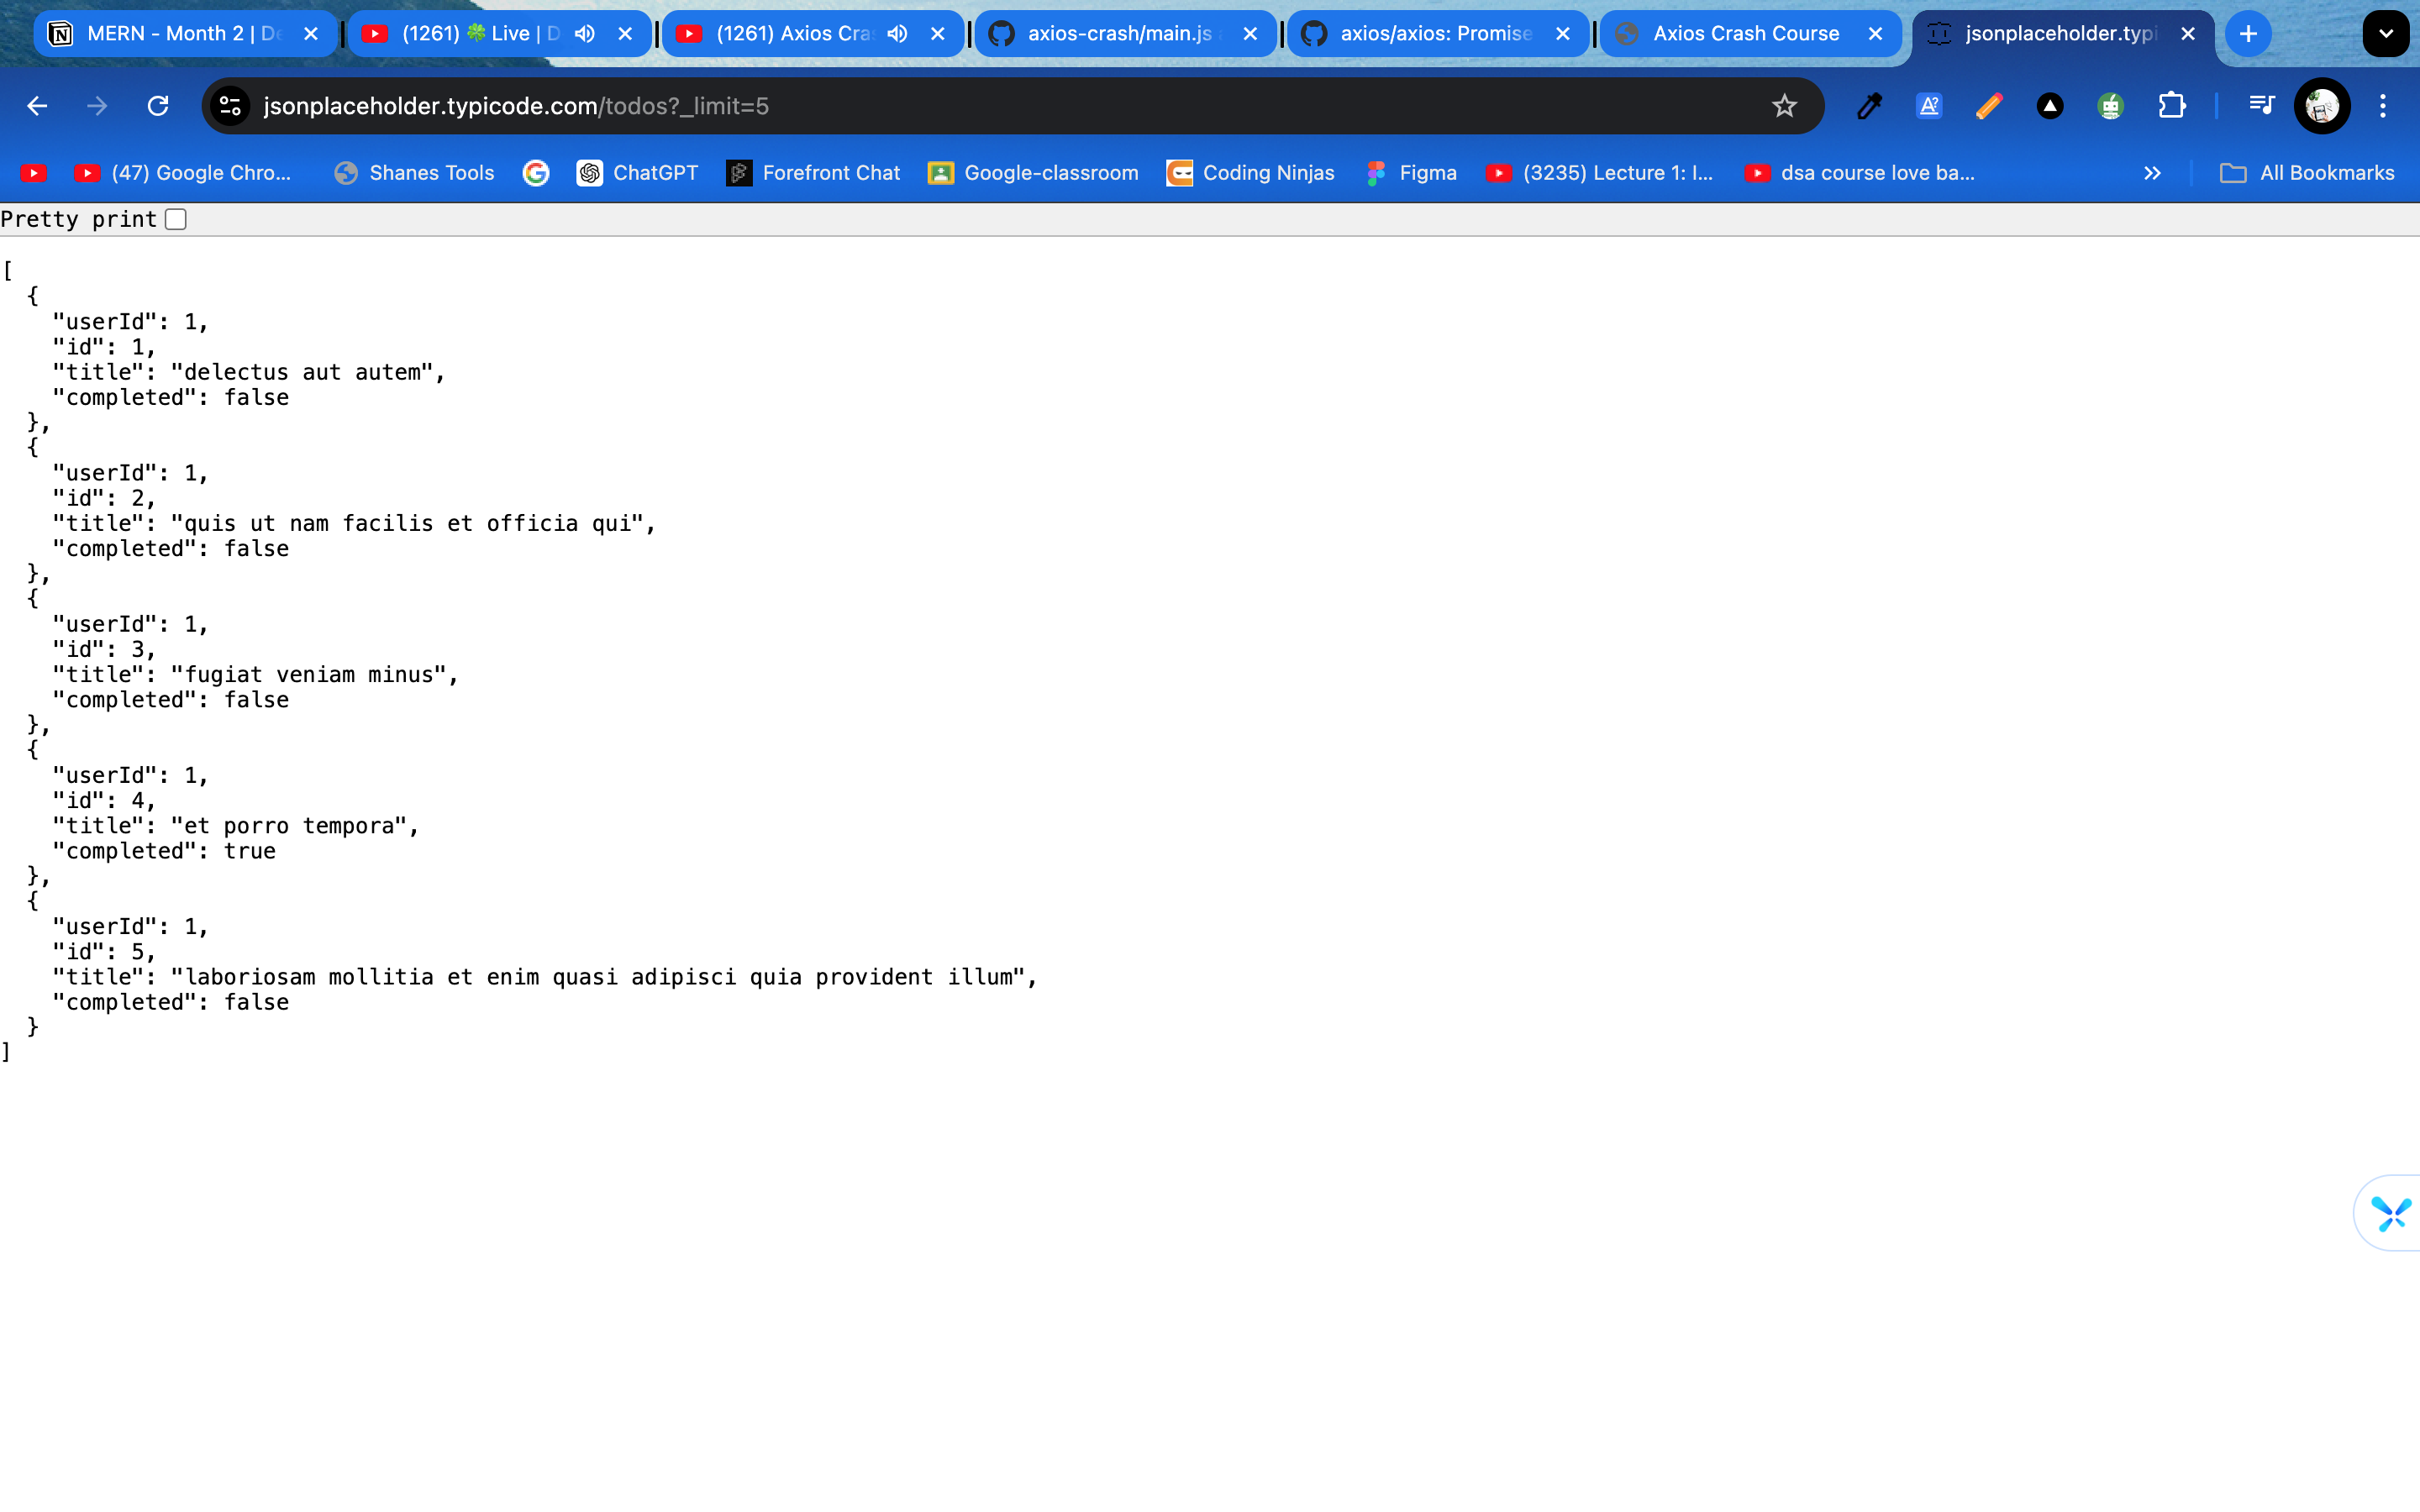 MERN - Month 2 | De
(1261) 🍀 Live | D
(1261) Axios Cra
axios-crash/main.js
axios/axios: Promise
Axios Crash Course
jsonplaceholder.typi
jsonplaceholder.typicode.com/todos?_limit=5
(47) Google Chro...
Shanes Tools
ChatGPT
Forefront Chat
Google-classroom
Coding Ninjas
Figma
(3235) Lecture 1: I...
dsa course love ba...
All Bookmarks
Pretty print
[
  {
    "userId": 1,
    "id": 1,
    "title": "delectus aut autem",
    "completed": false
  },
  {
    "userId": 1,
    "id": 2,
    "title": "quis ut nam facilis et officia qui",
    "completed": false
  },
  {
    "userId": 1,
    "id": 3,
    "title": "fugiat veniam minus",
    "completed": false
  },
  {
    "userId": 1,
    "id": 4,
    "title": "et porro tempora",
    "completed": true
  },
  {
    "userId": 1,
    "id": 5,
    "title": "laboriosam mollitia et enim quasi adipisci quia provident illum",
    "completed": false
  }
]